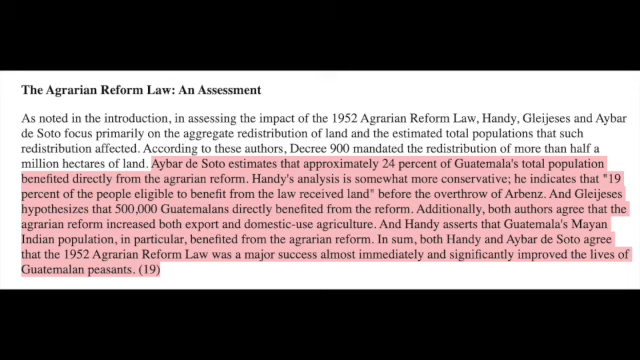 The Agrarian Reform Law: An Assessment
As noted in the introduction, in assessing the impact of the 1952 Agrarian Reform Law, Handy, Gleijeses and Aybar
de Soto focus primarily on the aggregate redistribution of land and the estimated total populations that such
redistribution affected. According to these authors, Decree 900 mandated the redistribution of more than half a
million hectares of land. Aybar de Soto estimates that approximately 24 percent of Guatemala's total population
benefited directly from the agrarian reform. Handy's analysis is somewhat more conservative; he indicates that "19
percent of the people eligible to benefit from the law received land" before the overthrow of Arbenz. And Gleijeses
hypothesizes that 500,000 Guatemalans directly benefited from the reform. Additionally, both authors agree that the
agrarian reform increased both export and domestic-use agriculture. And Handy asserts that Guatemala's Mayan
Indian population, in particular, benefited from the agrarian reform. In sum, both Handy and Aybar de Soto agree
that the 1952 Agrarian Reform Law was a major success almost immediately and significantly improved the lives of
Guatemalan peasants. (19)